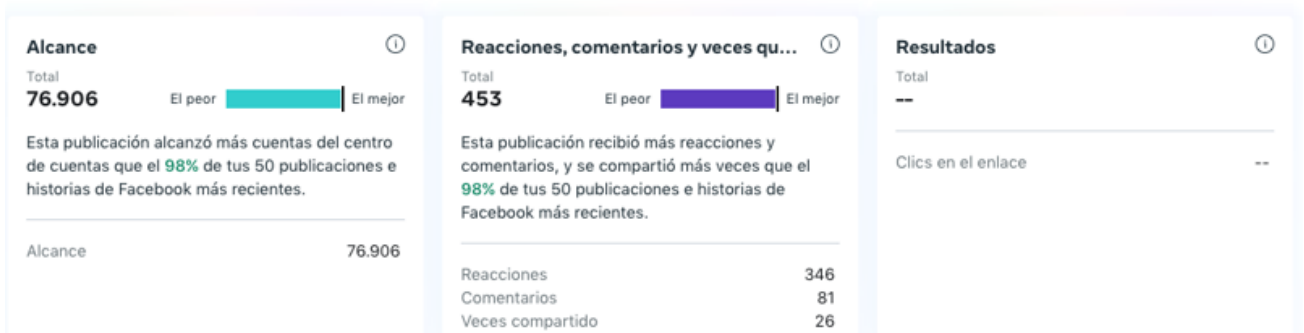 Alcance
Total
76.906
El peor
El mejor
Esta publicación alcanzó más cuentas del centro
de cuentas que el 98% de tus 50 publicaciones e
historias de Facebook más recientes.
Alcance 76.906
Reacciones, comentarios y veces qu...
Total
453
El peor
El mejor
Esta publicación recibió más reacciones y
comentarios, y se compartió más veces que el
98% de tus 50 publicaciones e historias de
Facebook más recientes.
Reacciones 346
Comentarios 81
Veces compartido 26
Resultados
Total
--
Clics en el enlace --